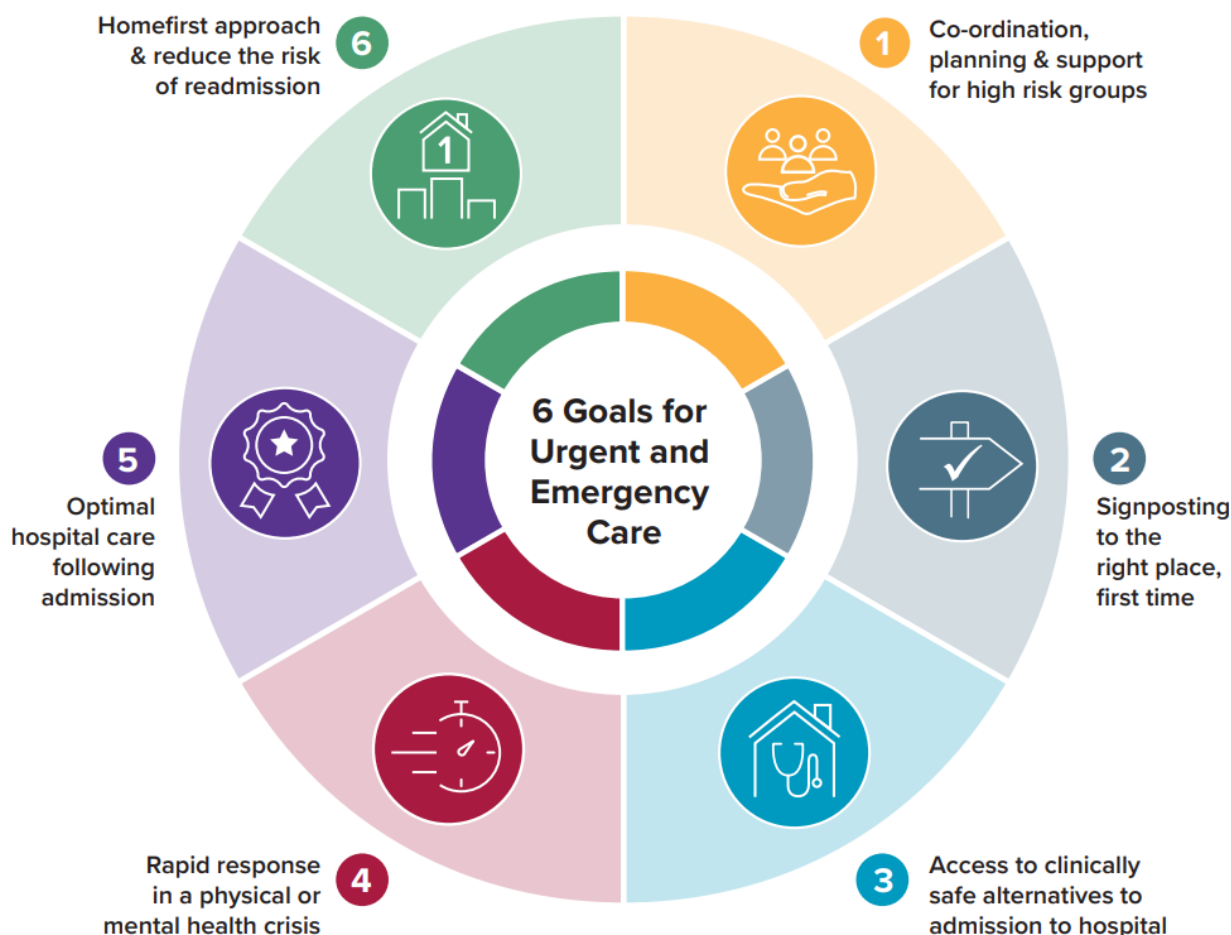 6 Goals for
Urgent and
Emergency
Care
1
Co-ordination,
planning & support
for high risk groups
2
Signposting
to the
right place,
first time
3
Access to clinically
safe alternatives to
admission to hospital
4
Rapid response
in a physical or
mental health crisis
5
Optimal
hospital care
following
admission
6
Homefirst approach
& reduce the risk
of readmission
1